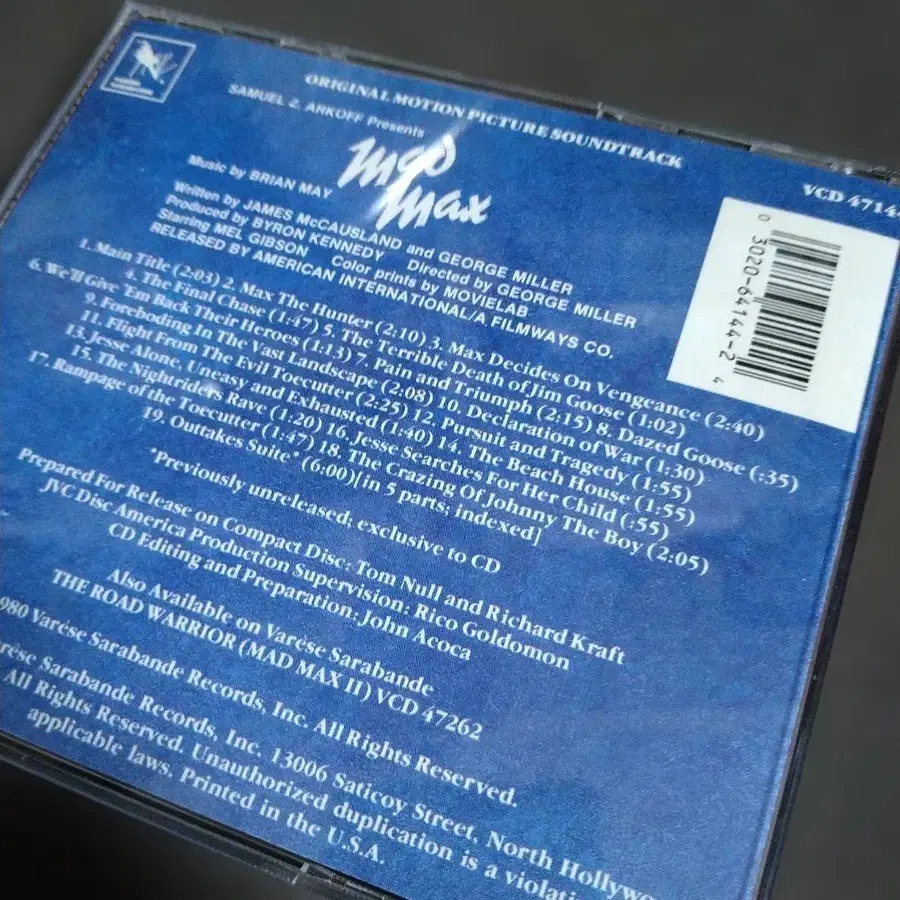 ORIGINAL MOTION PICTURE SOUNDTRACK
VCD 4714
SAMUEL Z. ARKOFF Presents
Mad
Max
Music by BRIAN MAY
Written by JAMES McCAUSLAND and GEORGE MILLER
Produced by BYRON KENNEDY Directed by GEORGE MILLER
Starring MEL GIBSON Color prints by MOVIELAB
RELEASED BY AMERICAN INTERNATIONAL/A FILMWAYS CO.
0 3020-64144-2 4
1. Main Title (2:03) 2. Max The Hunter (2:10) 3. Max Decides On Vengeance (2:40)
4. The Final Chase (1:47) 5. The Terrible Death of Jim Goose (1:02)
6. We'll Give 'Em Back Their Heroes (1:13) 7. Pain and Triumph (2:15) 8. Dazed Goose (:35)
9. Foreboding In The Vast Landscape (2:08) 10. Declaration of War (1:30)
11. Flight From The Evil Toecutter (2:25) 12. Pursuit and Tragedy (1:55)
13. Jesse Alone, Uneasy and Exhausted (1:40) 14. The Beach House (1:55)
15. The Nightriders Rave (1:20) 16. Jesse Searches For Her Child (:55)
17. Rampage of the Toecutter (1:47) 18. The Crazing Of Johnny The Boy (2:05)
19. Outtakes Suite* (6:00)[in 5 parts; indexed]
*Previously unreleased; exclusive to CD
Prepared For Release on Compact Disc: Tom Null and Richard Kraft
JVC Disc America Production Supervision: Rico Goldomon
CD Editing and Preparation: John Acoca
Also Available on Varèse Sarabande
THE ROAD WARRIOR (MAD MAX II) VCD 47262
980 Varèse Sarabande Records, Inc. All Rights Reserved.
rèse Sarabande Records, Inc. 13006 Saticoy Street, North Hollywo
All Rights Reserved. Unauthorized duplication is a violati
applicable laws. Printed in the U.S.A.